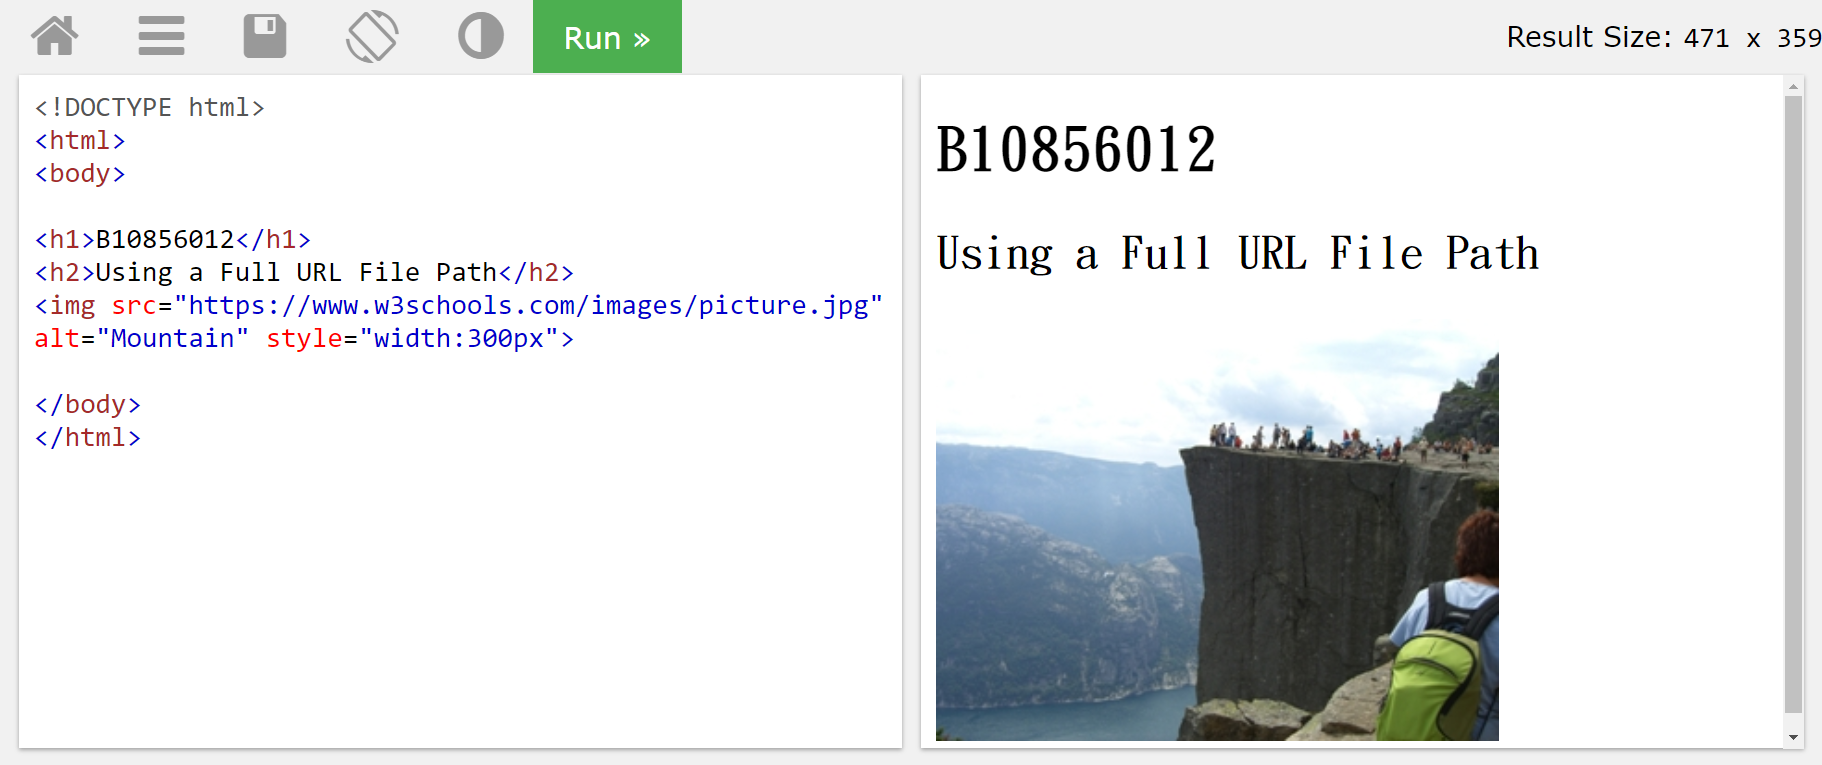 Run »
Result Size: 471 x 359
<!DOCTYPE html>
<html>
<body>
<h1>B10856012</h1>
<h2>Using a Full URL File Path</h2>
<img src="https://www.w3schools.com/images/picture.jpg"
alt="Mountain" style="width:300px">
</body>
</html>
B10856012
Using a Full URL File Path